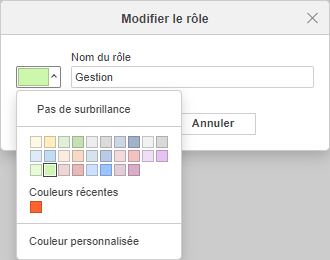 Modifier le rôle
Nom du rôle
Gestion
Pas de surbrillance
Annuler
Couleurs récentes
Couleur personnalisée